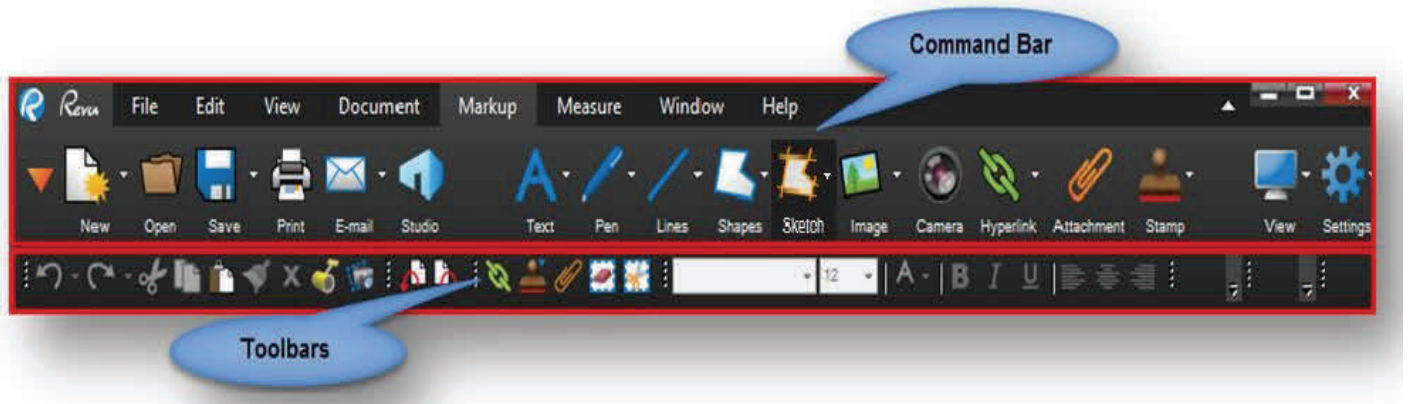 Command Bar
Revu File Edit View Document Markup Measure Window Help
New Open Save Print E-mail Studio Text Pen Lines Shapes Sketch Image Camera Hyperlink Attachment Stamp View Settings
12 A B I U
Toolbars